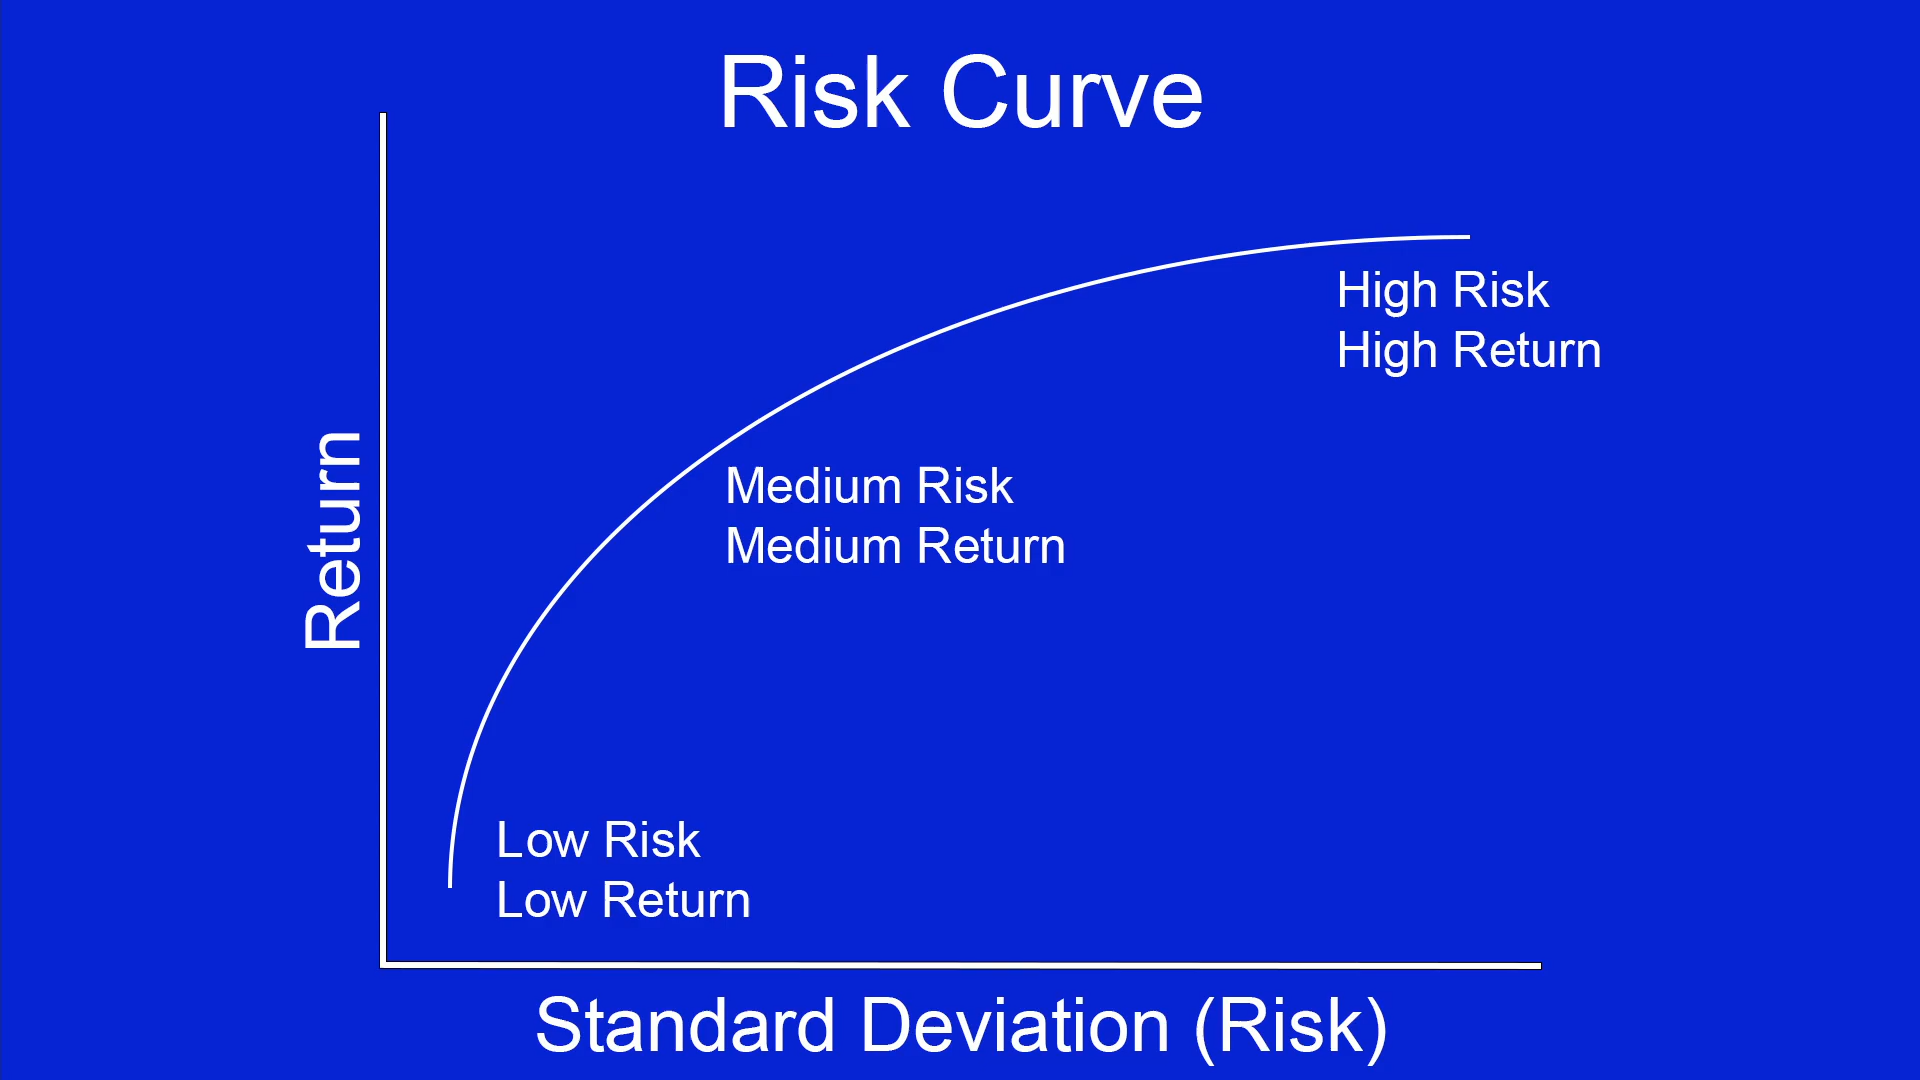 Risk Curve
High Risk
High Return
Return
Medium Risk
Medium Return
Low Risk
Low Return
Standard Deviation (Risk)